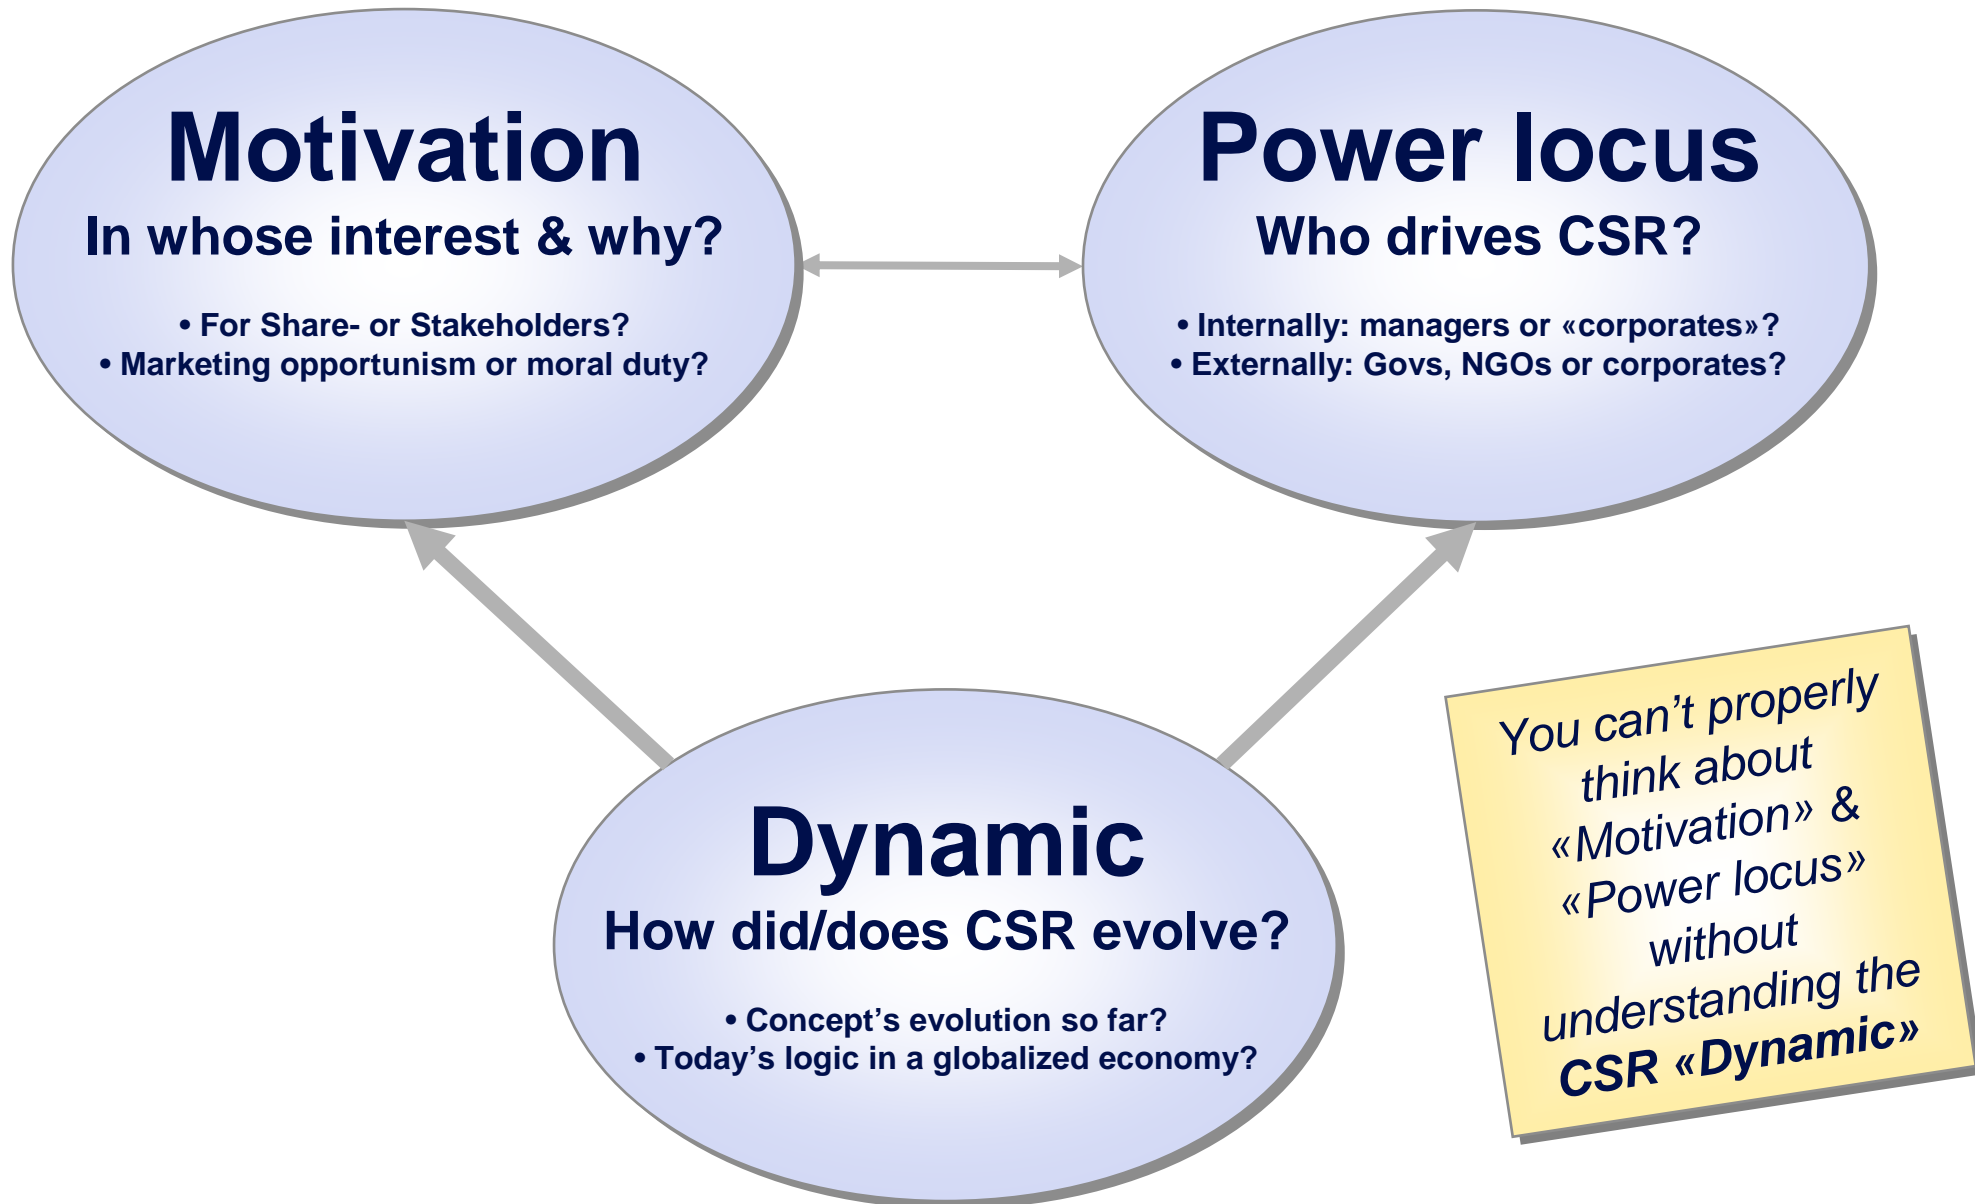 Motivation
In whose interest & why?
• For Share- or Stakeholders?
• Marketing opportunism or moral duty?
Power locus
Who drives CSR?
• Internally: managers or «corporates»?
• Externally: Govs, NGOs or corporates?
Dynamic
How did/does CSR evolve?
• Concept’s evolution so far?
• Today’s logic in a globalized economy?
You can’t properly
think about
«Motivation» &
«Power locus»
without
understanding the
CSR «Dynamic»